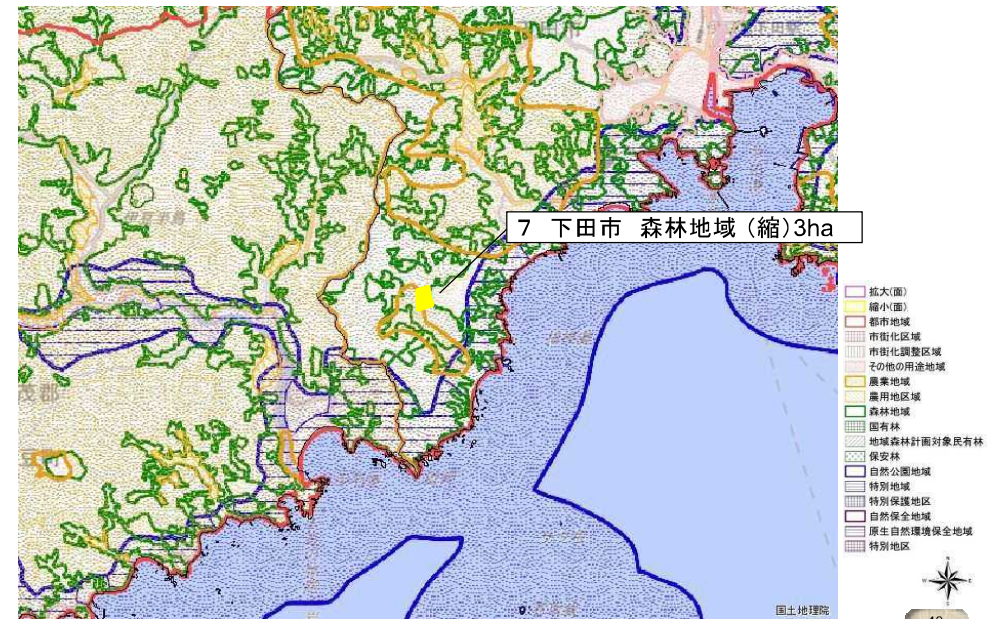 7 下田市 森林地域 (縮)3ha
拡大(面)
縮小(面)
都市地域
市街化区域
市街化調整区域
その他の用途地域
農業地域
農用地区域
森林地域
国有林
地域森林計画対象民有林
保安林
自然公園地域
特別地域
特別保護地区
自然保全地域
原生自然環境保全地域
特別地区
N
W
E
S
国土地理院